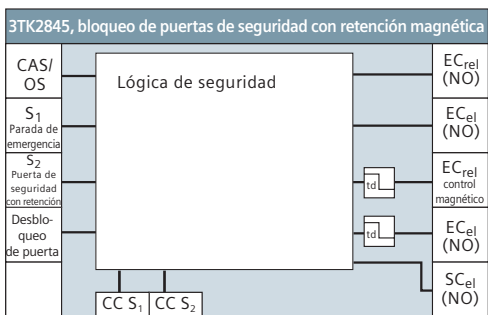 3TK2845, bloqueo de puertas de seguridad con retención magnética
CAS/
OS
S1
Parada de
emergencia
S2
Puerta de
seguridad
con retención
Desblo-
queo
de puerta
Lógica de seguridad
td
td
CC S1
CC S2
ECrel
(NO)
ECel
(NO)
ECrel
control
magnético
ECel
(NO)
SCel
(NO)